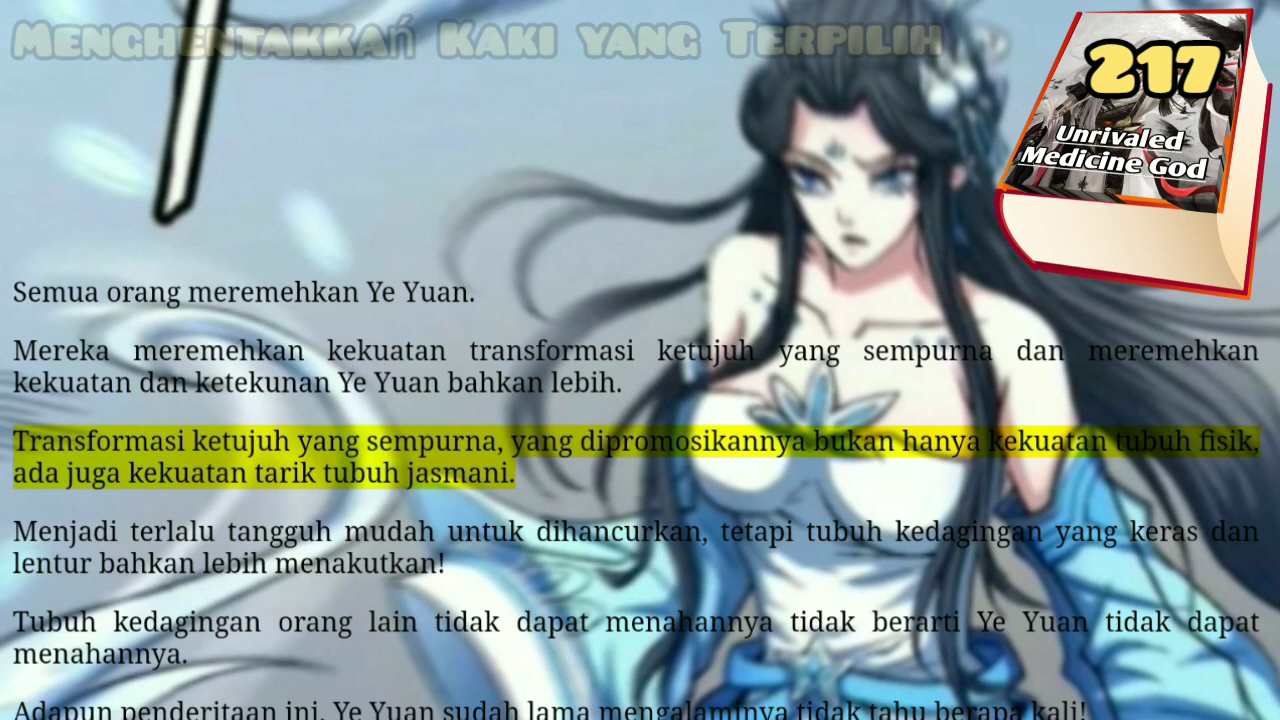 Menghentakkań Kaki yang Terpilih
217
Unrivaled
Medicine God
Semua orang meremehkan Ye Yuan.
Mereka meremehkan kekuatan transformasi ketujuh yang sempurna dan meremehkan
kekuatan dan ketekunan Ye Yuan bahkan lebih.
Transformasi ketujuh yang sempurna, yang dipromosikannya bukan hanya kekuatan tubuh fisik,
ada juga kekuatan tarik tubuh jasmani.
Menjadi terlalu tangguh mudah untuk dihancurkan, tetapi tubuh kedagingan yang keras dan
lentur bahkan lebih menakutkan!
Tubuh kedagingan orang lain tidak dapat menahannya tidak berarti Ye Yuan tidak dapat
menahannya.
Adapun penderitaan ini, Ye Yuan sudah lama mengalaminya tidak tahu berapa kali!